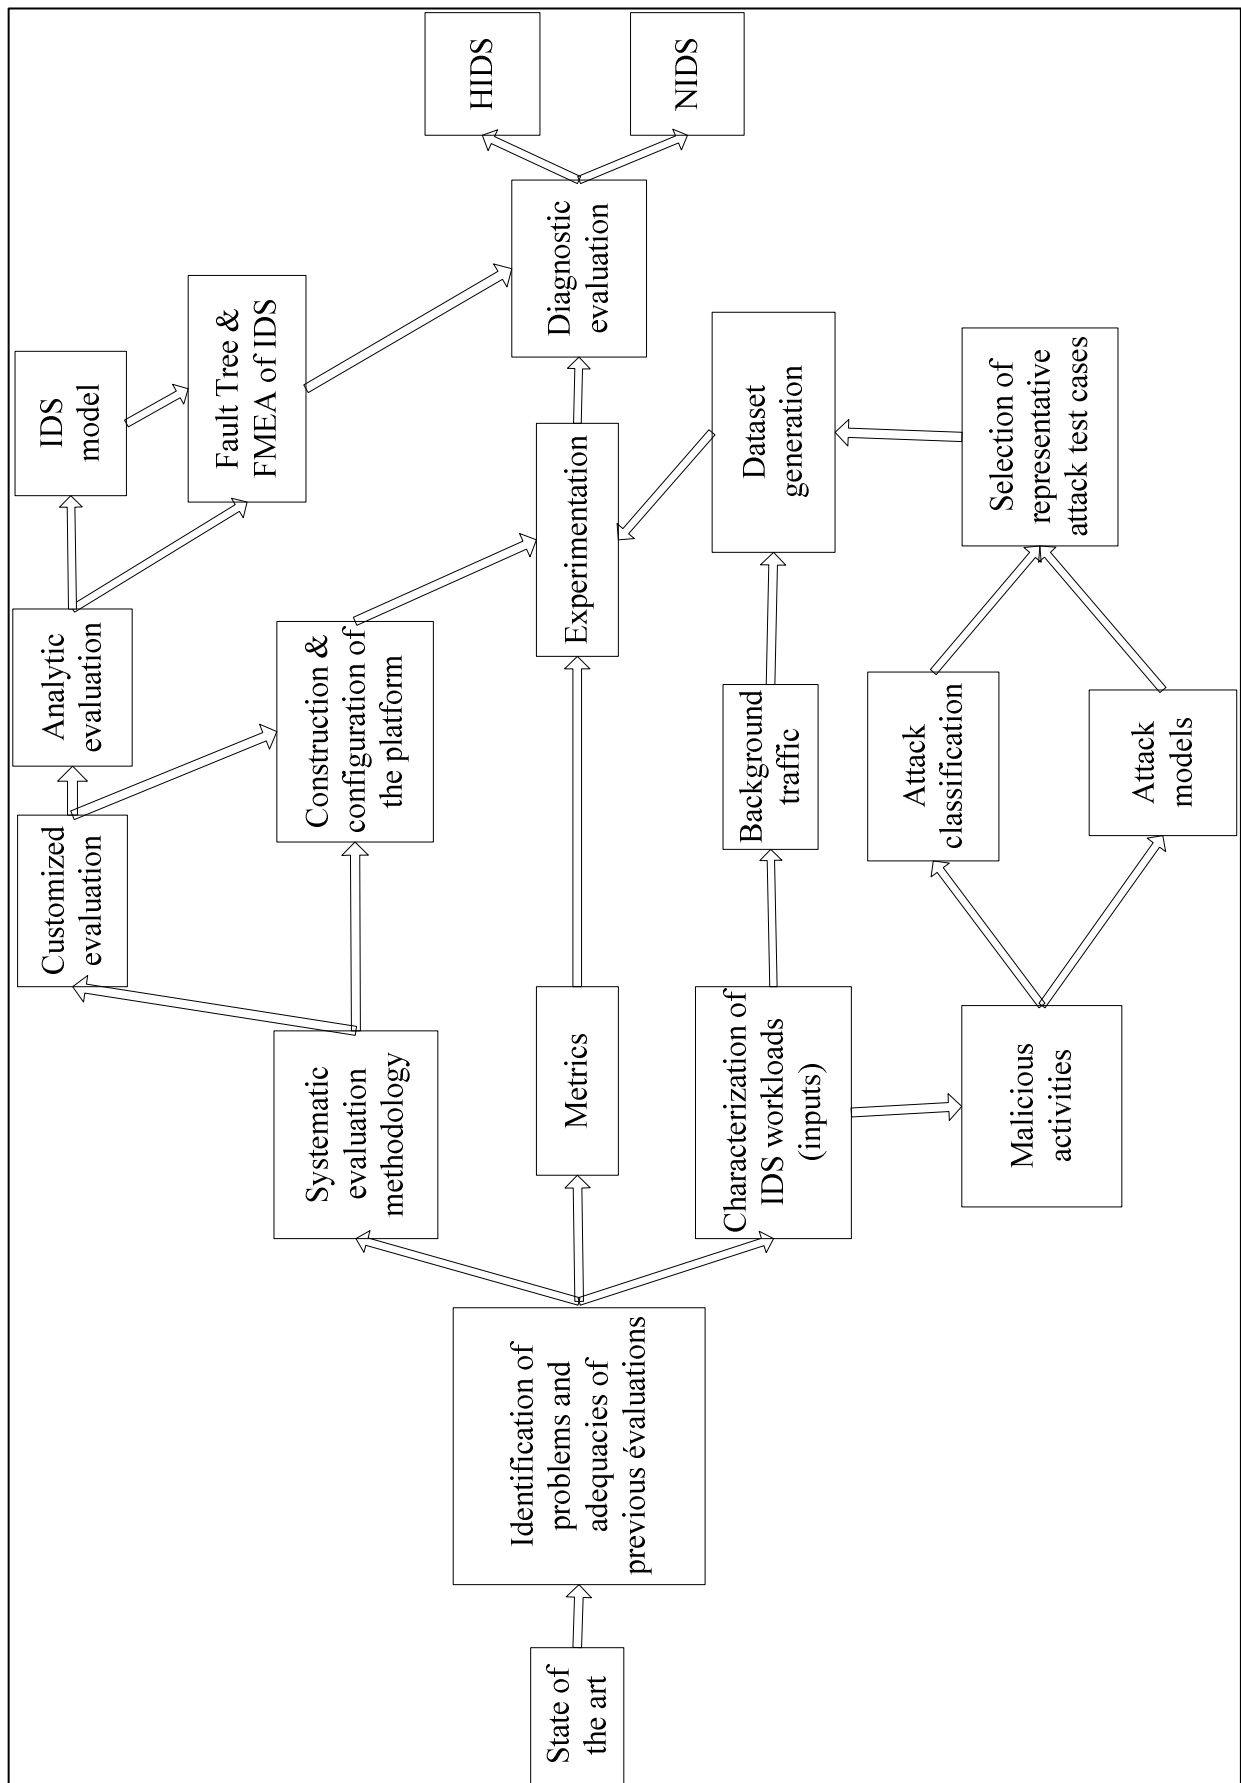 State of
the art
Identification of
problems and
adequacies of
previous évaluations
Systematic
evaluation
methodology
Metrics
Characterization of
IDS workloads
(inputs)
Customized
evaluation
Malicious
activities
Analytic
evaluation
Construction &
configuration of
the platform
Background
traffic
Attack
classification
Attack
models
IDS
model
Fault Tree &
FMEA of IDS
Experimentation
Dataset
generation
Selection of
representative
attack test cases
Diagnostic
evaluation
HIDS
NIDS